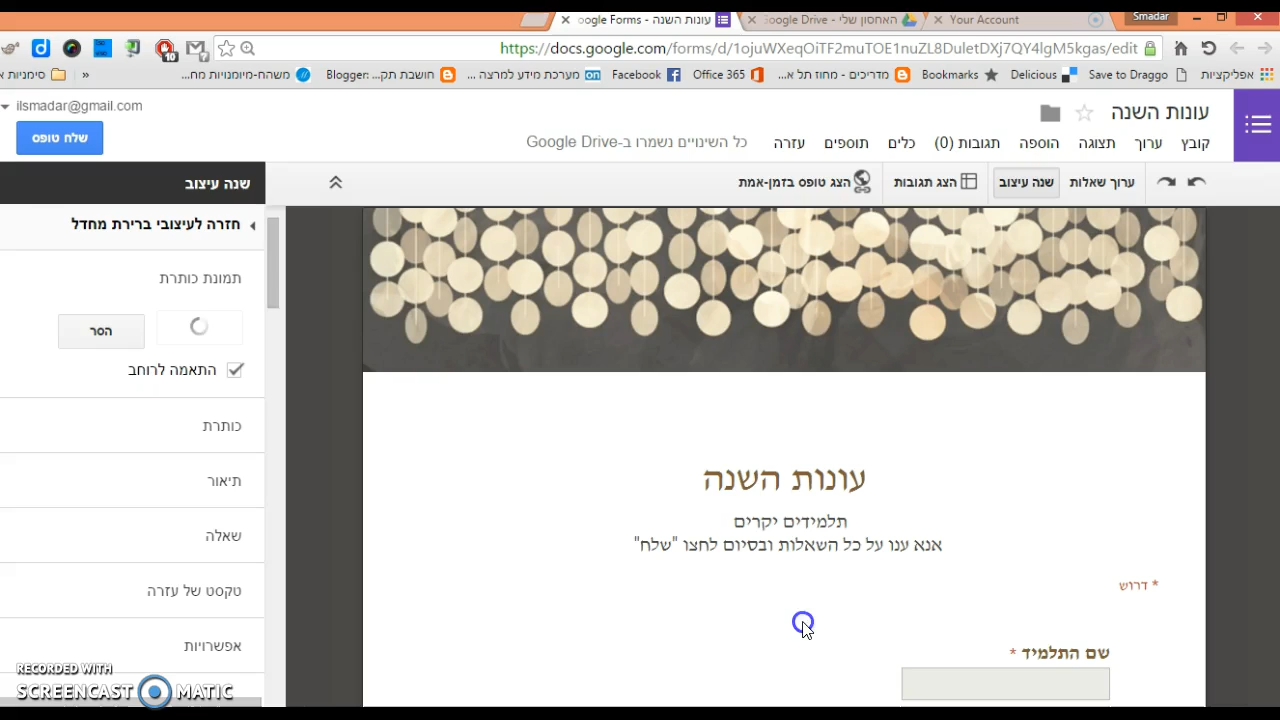 oogle Forms - עונות השנה
Google Drive - האחסון שלי
Your Account
Smadar
https://docs.google.com/forms/d/1ojuWXeqOiTF2muTOE1nuZL8DuletDXj7QY4lgM5kgas/edit
10
7
אפליקציות
Save to Draggo
Delicious
Bookmarks
מדריכים - מחוז תל א...
Office 365
Facebook
מערכת מידע למרצה ...
Blogger: חושבת תק...
משהח-מיומנויות מח...
»
סימניות א
ilsmadar@gmail.com
עונות השנה
שלח טופס
קובץ
ערוך
תצוגה
הוספה
תגובות (0)
כלים
תוספים
עזרה
כל השינויים נשמרו ב-Google Drive
ערוך שאלות
שנה עיצוב
הצג תגובות
הצג טופס בזמן-אמת
שנה עיצוב
חזרה לעיצובי ברירת מחדל
תמונת כותרת
הסר
התאמה לרוחב
כותרת
תיאור
שאלה
טקסט של עזרה
אפשרויות
עונות השנה
תלמידים יקרים
אנא ענו על כל השאלות ובסיום לחצו "שלח"
* דרוש
שם התלמיד *
RECORDED WITH
SCREENCAST MATIC